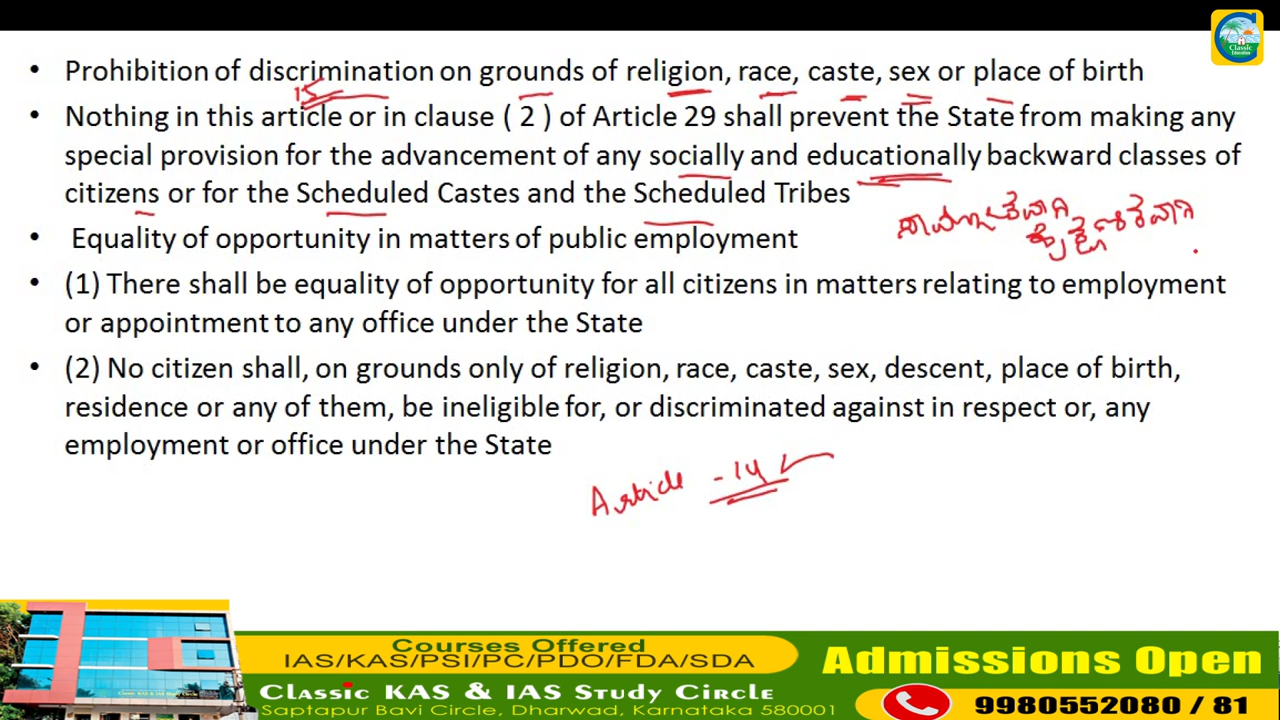 Classic
Education
• Prohibition of discrimination on grounds of religion, race, caste, sex or place of birth
15
• Nothing in this article or in clause ( 2 ) of Article 29 shall prevent the State from making any
special provision for the advancement of any socially and educationally backward classes of
citizens or for the Scheduled Castes and the Scheduled Tribes
• Equality of opportunity in matters of public employment
• (1) There shall be equality of opportunity for all citizens in matters relating to employment
or appointment to any office under the State
• (2) No citizen shall, on grounds only of religion, race, caste, sex, descent, place of birth,
residence or any of them, be ineligible for, or discriminated against in respect or, any
employment or office under the State
Article - 14
Courses Offered
IAS/KAS/PSI/PC/PDO/FDA/SDA
Classic KAS & IAS Study Circle
Saptapur Bavi Circle, Dharwad, Karnataka 580001
Admissions Open
9980552080 / 81